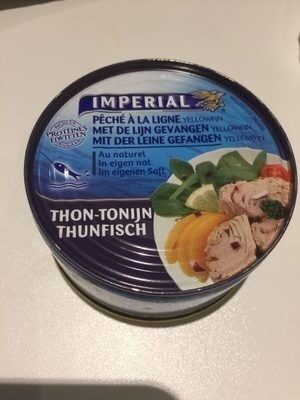 IMPERIAL
PÊCHÉ À LA LIGNE YELLOWFIN
MET DE LIJN GEVANGEN YELLOWFIN
MIT DER LEINE GEFANGEN YELLOWFIN
PROTÉINES
EIWITTEN
Au naturel
In eigen nat
Im eigenen Saft
THON-TONIJN
THUNFISCH